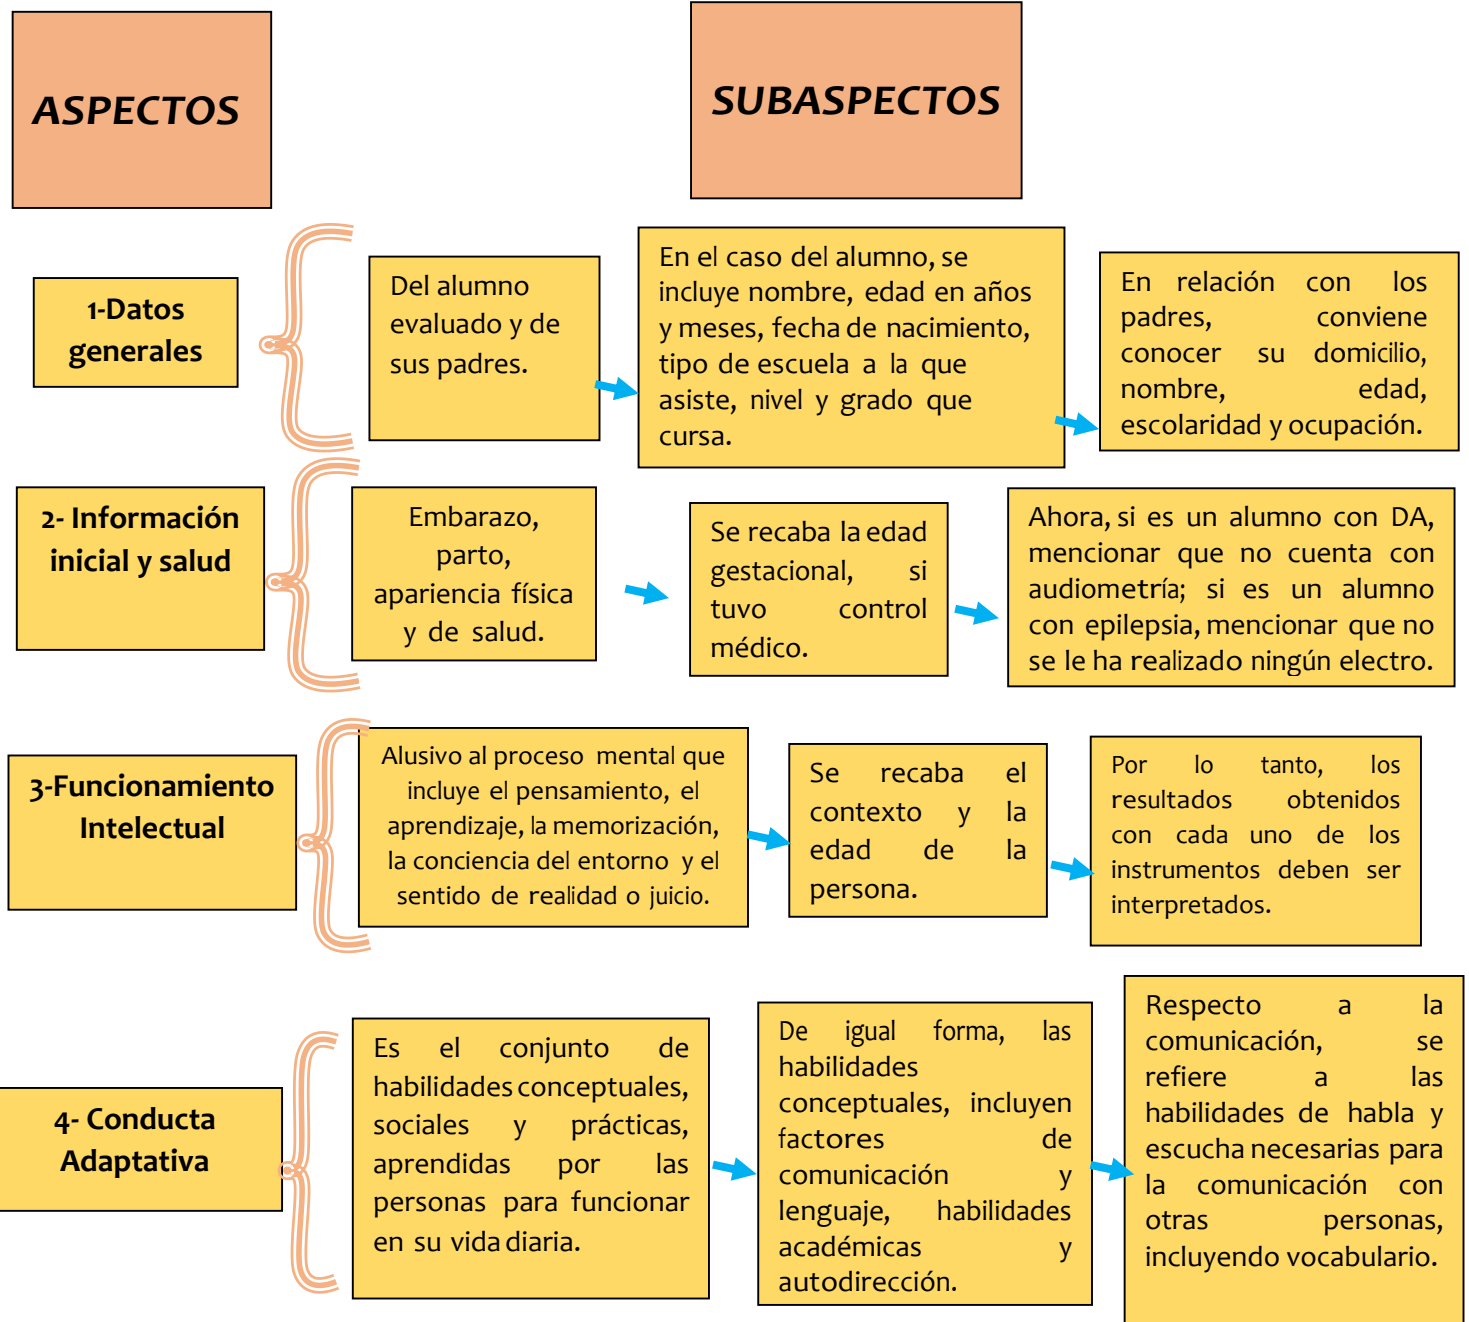 ASPECTOS
SUBASPECTOS
1-Datos
generales
Del alumno
evaluado y de
sus padres.
En el caso del alumno, se
incluye nombre, edad en años
y meses, fecha de nacimiento,
tipo de escuela a la que
asiste, nivel y grado que
cursa.
En relación con los
padres, conviene
conocer su domicilio,
nombre, edad,
escolaridad y ocupación.
2- Información
inicial y salud
Embarazo,
parto,
apariencia física
y de salud.
Se recaba la edad
gestacional, si
tuvo control
médico.
Ahora, si es un alumno con DA,
mencionar que no cuenta con
audiometría; si es un alumno
con epilepsia, mencionar que no
se le ha realizado ningún electro.
3-Funcionamiento
Intelectual
Alusivo al proceso mental que
incluye el pensamiento, el
aprendizaje, la memorización,
la conciencia del entorno y el
sentido de realidad o juicio.
Se recaba el
contexto y la
edad de la
persona.
Por lo tanto, los
resultados obtenidos
con cada uno de los
instrumentos deben ser
interpretados.
4- Conducta
Adaptativa
Es el conjunto de
habilidades conceptuales,
sociales y prácticas,
aprendidas por las
personas para funcionar
en su vida diaria.
De igual forma, las
habilidades
conceptuales, incluyen
factores de
comunicación y
lenguaje, habilidades
académicas y
autodirección.
Respecto a la
comunicación, se
refiere a las
habilidades de habla y
escucha necesarias para
la comunicación con
otras personas,
incluyendo vocabulario.